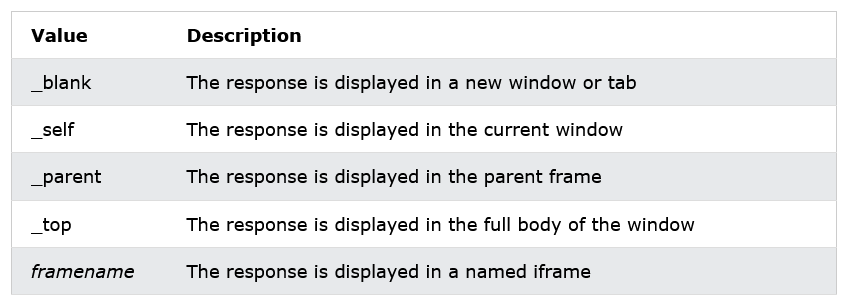 Value Description
_blank The response is displayed in a new window or tab
_self The response is displayed in the current window
_parent The response is displayed in the parent frame
_top The response is displayed in the full body of the window
framename The response is displayed in a named iframe